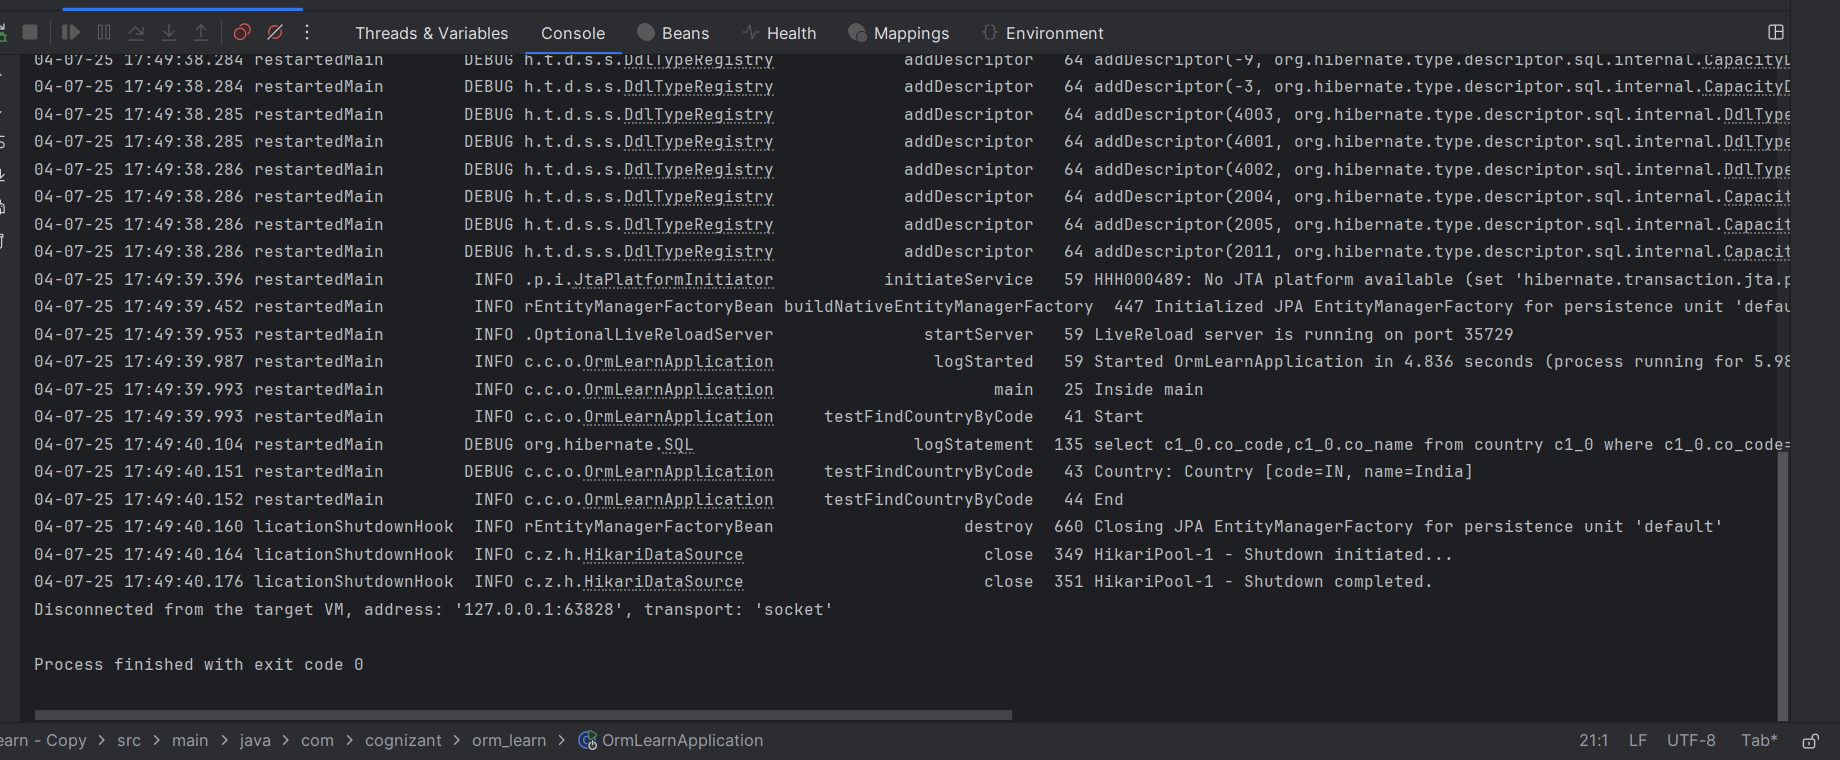 Threads & Variables Console Beans Health Mappings Environment
04-07-25 17:49:38.284 restartedMain DEBUG h.t.d.s.s.DdlTypeRegistry addDescriptor 64 addDescriptor(-9, org.hibernate.type.descriptor.sql.internal.CapacityD
04-07-25 17:49:38.284 restartedMain DEBUG h.t.d.s.s.DdlTypeRegistry addDescriptor 64 addDescriptor(-3, org.hibernate.type.descriptor.sql.internal.CapacityD
04-07-25 17:49:38.285 restartedMain DEBUG h.t.d.s.s.DdlTypeRegistry addDescriptor 64 addDescriptor(4003, org.hibernate.type.descriptor.sql.internal.DdlType
04-07-25 17:49:38.285 restartedMain DEBUG h.t.d.s.s.DdlTypeRegistry addDescriptor 64 addDescriptor(4001, org.hibernate.type.descriptor.sql.internal.DdlType
04-07-25 17:49:38.286 restartedMain DEBUG h.t.d.s.s.DdlTypeRegistry addDescriptor 64 addDescriptor(4002, org.hibernate.type.descriptor.sql.internal.DdlType
04-07-25 17:49:38.286 restartedMain DEBUG h.t.d.s.s.DdlTypeRegistry addDescriptor 64 addDescriptor(2004, org.hibernate.type.descriptor.sql.internal.Capacit
04-07-25 17:49:38.286 restartedMain DEBUG h.t.d.s.s.DdlTypeRegistry addDescriptor 64 addDescriptor(2005, org.hibernate.type.descriptor.sql.internal.Capacit
04-07-25 17:49:38.286 restartedMain DEBUG h.t.d.s.s.DdlTypeRegistry addDescriptor 64 addDescriptor(2011, org.hibernate.type.descriptor.sql.internal.Capacit
04-07-25 17:49:39.396 restartedMain INFO .p.i.JtaPlatformInitiator initiateService 59 HHH000489: No JTA platform available (set 'hibernate.transaction.jta.p
04-07-25 17:49:39.452 restartedMain INFO rEntityManagerFactoryBean buildNativeEntityManagerFactory 447 Initialized JPA EntityManagerFactory for persistence unit 'defau
04-07-25 17:49:39.953 restartedMain INFO .OptionalLiveReloadServer startServer 59 LiveReload server is running on port 35729
04-07-25 17:49:39.987 restartedMain INFO c.c.o.OrmLearnApplication logStarted 59 Started OrmLearnApplication in 4.836 seconds (process running for 5.98
04-07-25 17:49:39.993 restartedMain INFO c.c.o.OrmLearnApplication main 25 Inside main
04-07-25 17:49:39.993 restartedMain INFO c.c.o.OrmLearnApplication testFindCountryByCode 41 Start
04-07-25 17:49:40.104 restartedMain DEBUG org.hibernate.SQL logStatement 135 select c1_0.co_code,c1_0.co_name from country c1_0 where c1_0.co_code=
04-07-25 17:49:40.151 restartedMain DEBUG c.c.o.OrmLearnApplication testFindCountryByCode 43 Country: Country [code=IN, name=India]
04-07-25 17:49:40.152 restartedMain INFO c.c.o.OrmLearnApplication testFindCountryByCode 44 End
04-07-25 17:49:40.160 licationShutdownHook INFO rEntityManagerFactoryBean destroy 660 Closing JPA EntityManagerFactory for persistence unit 'default'
04-07-25 17:49:40.164 licationShutdownHook INFO c.z.h.HikariDataSource close 349 HikariPool-1 - Shutdown initiated...
04-07-25 17:49:40.176 licationShutdownHook INFO c.z.h.HikariDataSource close 351 HikariPool-1 - Shutdown completed.
Disconnected from the target VM, address: '127.0.0.1:63828', transport: 'socket'
Process finished with exit code 0
earn - Copy > src > main > java > com > cognizant > orm_learn > OrmLearnApplication 21:1 LF UTF-8 Tab*